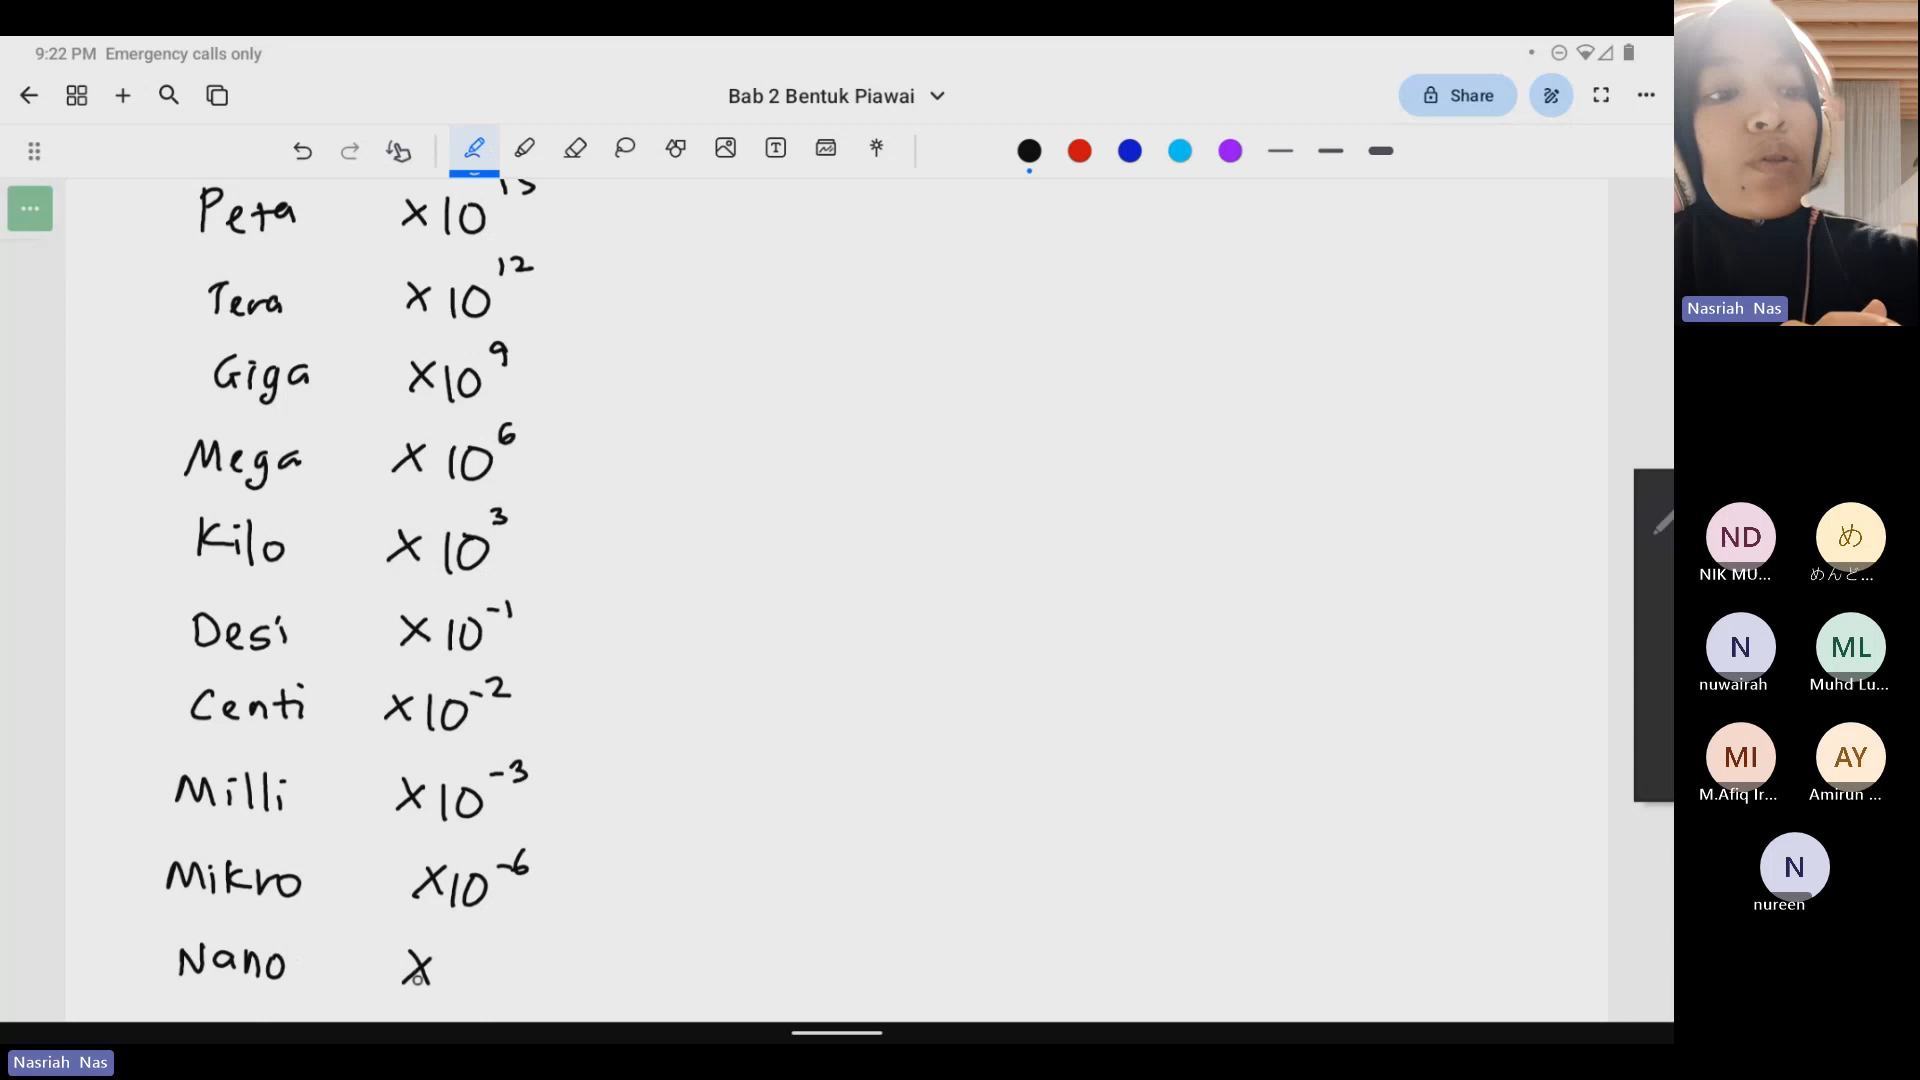 9:22 PM Emergency calls only
Bab 2 Bentuk Piawai
Share
Peta ×10
Tera ×10¹²
Giga ×10⁹
Mega ×10⁶
Kilo ×10³
Desi ×10⁻¹
Centi ×10⁻²
Milli ×10⁻³
Mikro ×10⁻⁶
Nano ×
Nasriah Nas
ND
NIK MU...
め
めんど...
N
nuwairah
ML
Muhd Lu...
MI
M.Afiq Ir...
AY
Amirun ...
N
nureen
Nasriah Nas